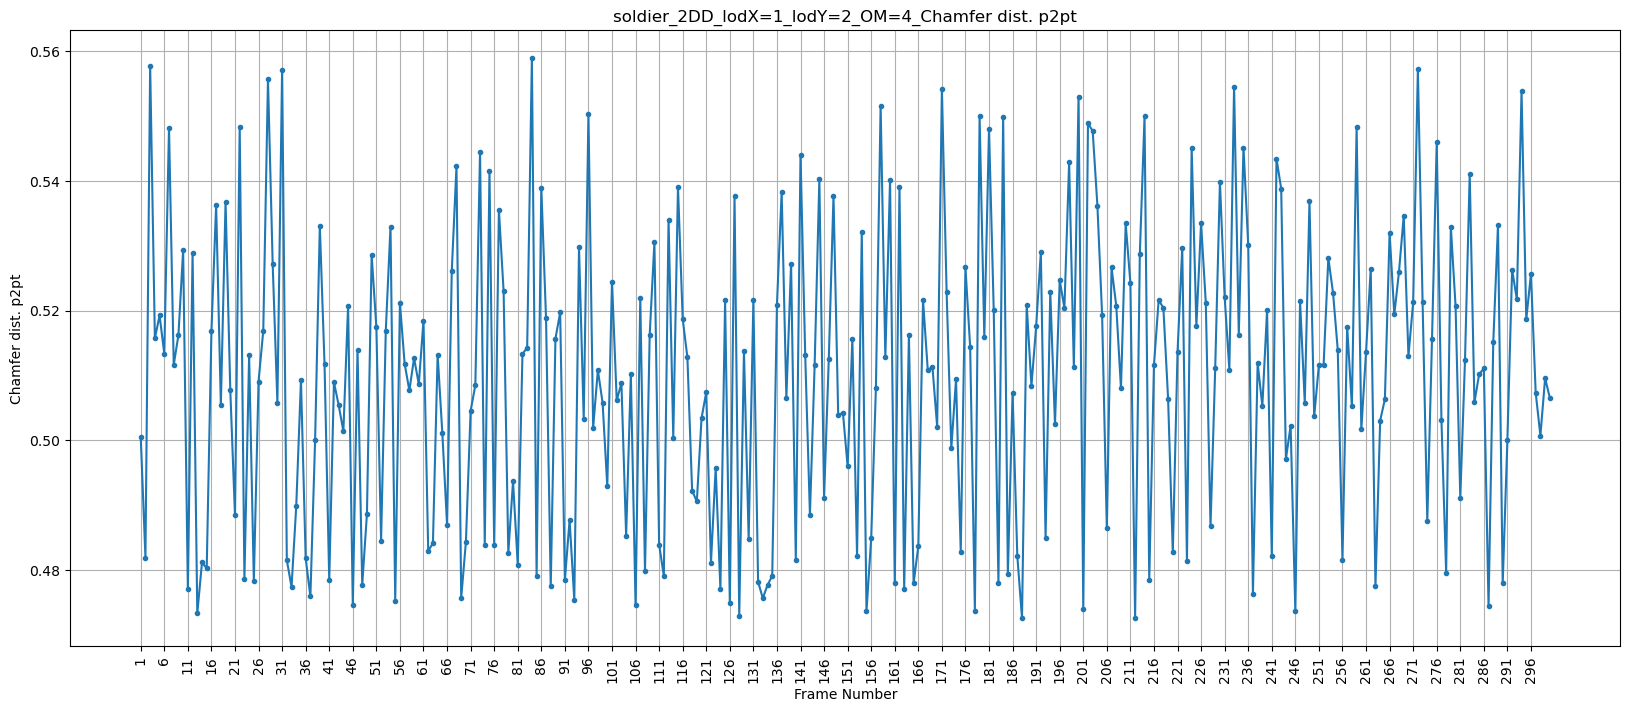 soldier_2DD_lodX=1_lodY=2_OM=4_Chamfer dist. p2pt
Chamfer dist. p2pt
0.56
0.54
0.52
0.50
0.48
1 6 11 16 21 26 31 36 41 46 51 56 61 66 71 76 81 86 91 96 101 106 111 116 121 126 131 136 141 146 151 156 161 166 171 176 181 186 191 196 201 206 211 216 221 226 231 236 241 246 251 256 261 266 271 276 281 286 291 296
Frame Number